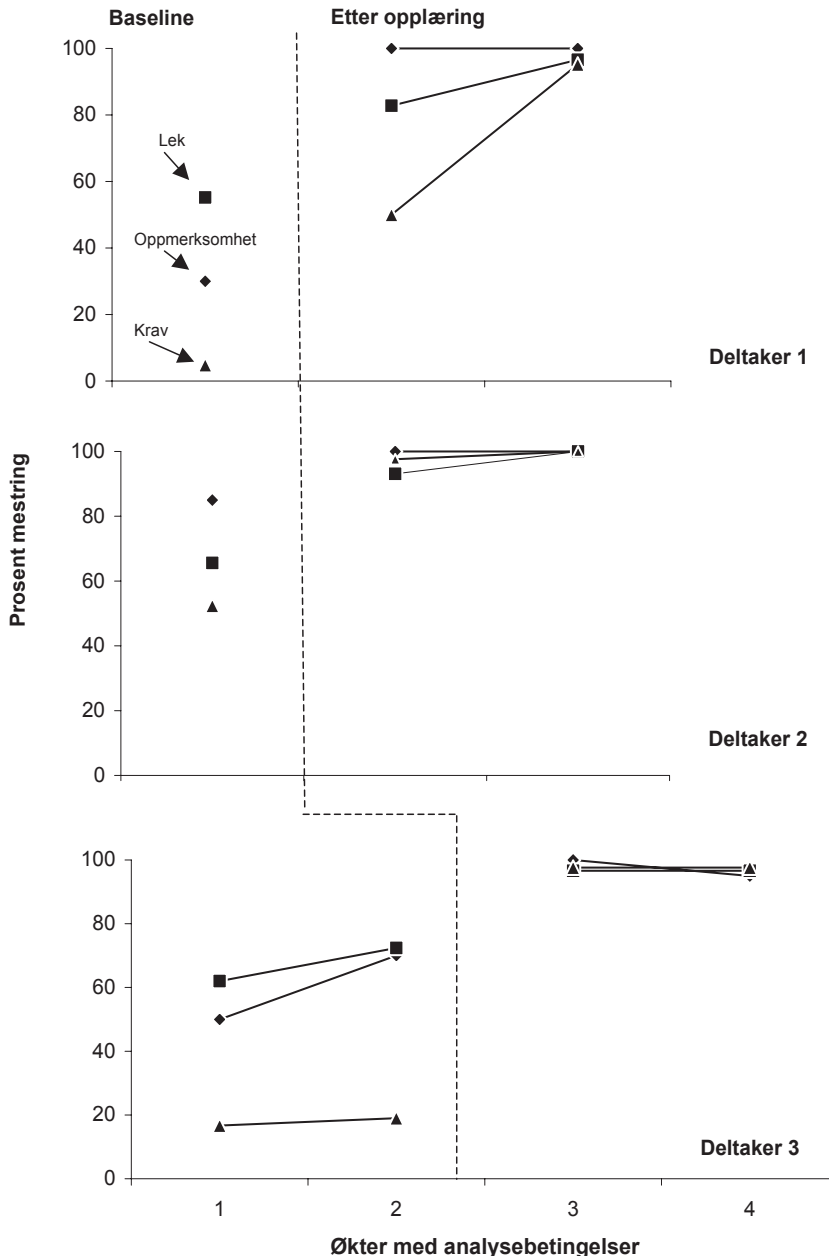 Baseline
Etter opplæring
100
80
60
40
20
0
Lek
Oppmerksomhet
Krav
Deltaker 1
Prosent mestring
100
80
60
40
20
0
Deltaker 2
100
80
60
40
20
0
Deltaker 3
1 2 3 4
Økter med analysebetingelser